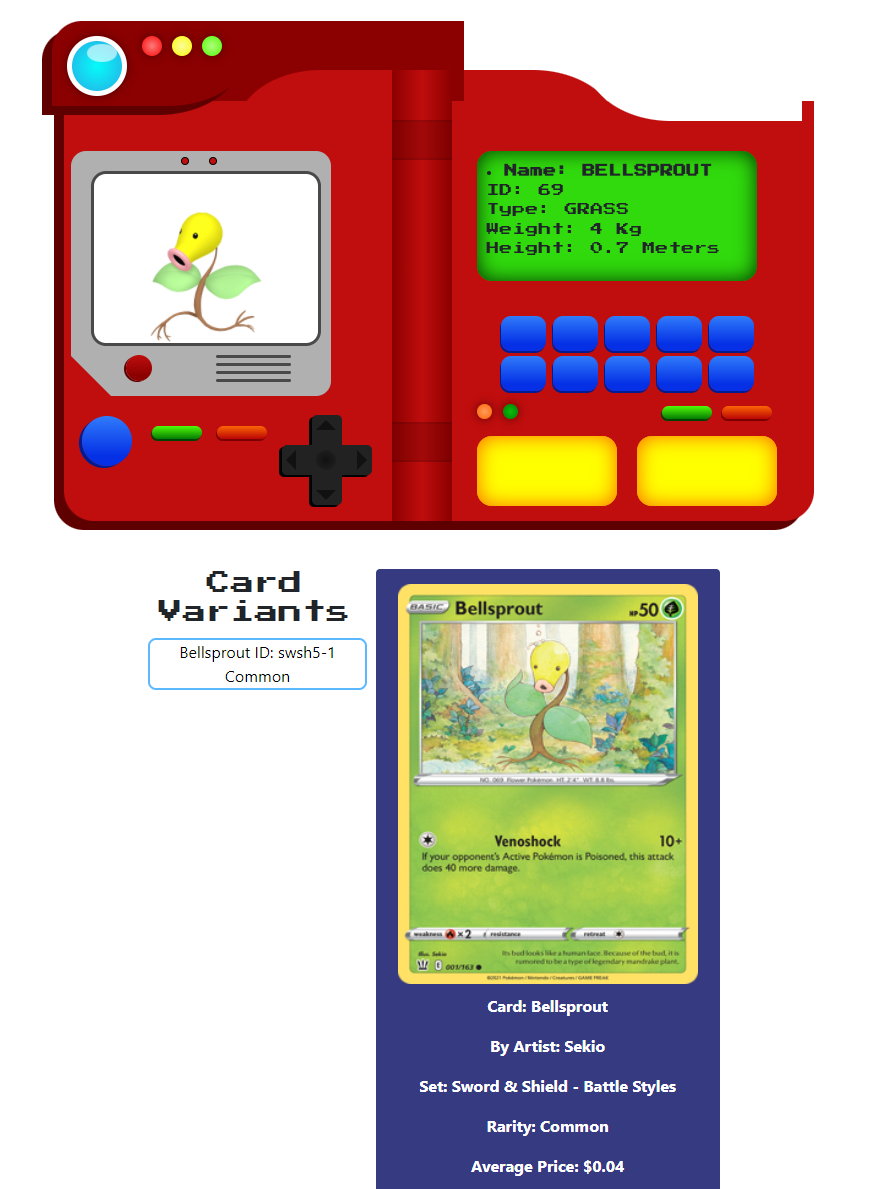 . Name: BELLSPROUT
ID: 69
Type: GRASS
Weight: 4 Kg
Height: 0.7 Meters
Card
Variants
Bellsprout ID: swsh5-1
Common
BASIC Bellsprout HP 50
NO. 069 Flower Pokémon HT: 2'4" WT: 8.8 lbs.
Venoshock 10+
If your opponent's Active Pokémon is Poisoned, this attack
does 40 more damage.
weakness ×2 resistance retreat
Illus. Sekio
Its bud looks like a human face. Because of the bud, it is
rumored to be a type of legendary mandrake plant.
E 001/163
©2021 Pokémon / Nintendo / Creatures / GAME FREAK
Card: Bellsprout
By Artist: Sekio
Set: Sword & Shield - Battle Styles
Rarity: Common
Average Price: $0.04